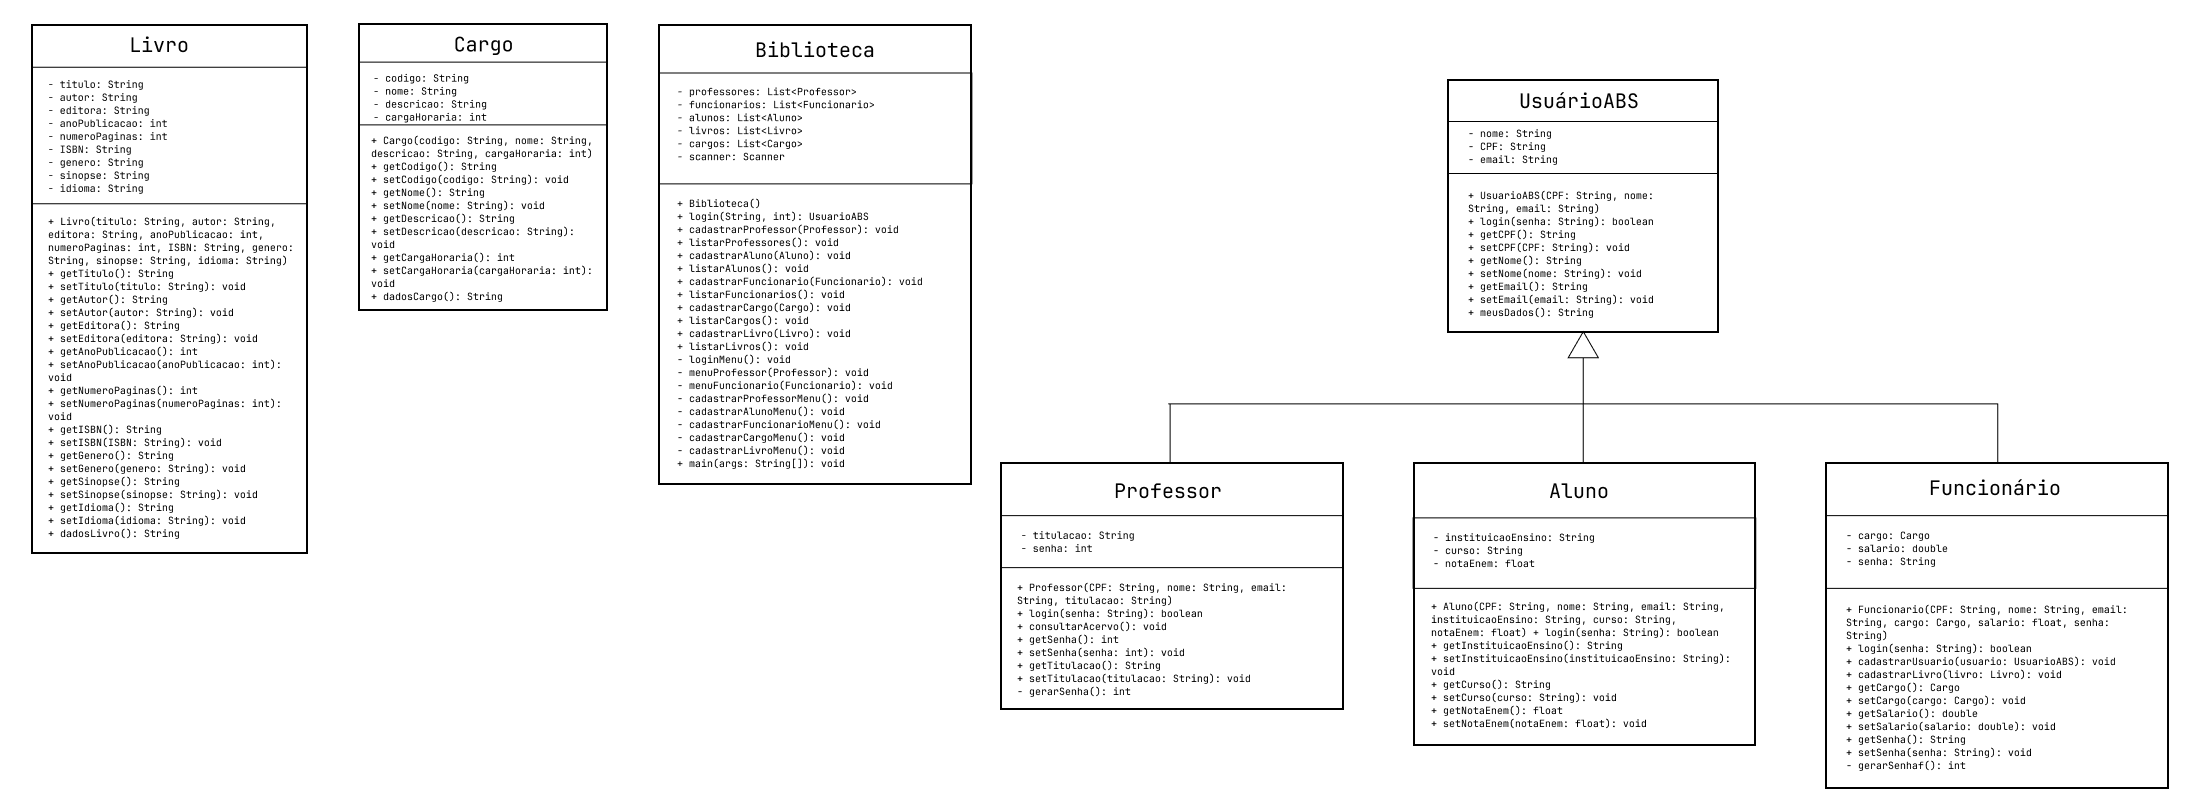 Livro
- titulo: String
- autor: String
- editora: String
- anoPublicacao: int
- numeroPaginas: int
- ISBN: String
- genero: String
- sinopse: String
- idioma: String
+ Livro(titulo: String, autor: String,
editora: String, anoPublicacao: int,
numeroPaginas: int, ISBN: String, genero:
String, sinopse: String, idioma: String)
+ getTitulo(): String
+ setTitulo(titulo: String): void
+ getAutor(): String
+ setAutor(autor: String): void
+ getEditora(): String
+ setEditora(editora: String): void
+ getAnoPublicacao(): int
+ setAnoPublicacao(anoPublicacao: int):
void
+ getNumeroPaginas(): int
+ setNumeroPaginas(numeroPaginas: int):
void
+ getISBN(): String
+ setISBN(ISBN: String): void
+ getGenero(): String
+ setGenero(genero: String): void
+ getSinopse(): String
+ setSinopse(sinopse: String): void
+ getIdioma(): String
+ setIdioma(idioma: String): void
+ dadosLivro(): String
Cargo
- codigo: String
- nome: String
- descricao: String
- cargaHoraria: int
+ Cargo(codigo: String, nome: String,
descricao: String, cargaHoraria: int)
+ getCodigo(): String
+ setCodigo(codigo: String): void
+ getNome(): String
+ setNome(nome: String): void
+ getDescricao(): String
+ setDescricao(descricao: String):
void
+ getCargaHoraria(): int
+ setCargaHoraria(cargaHoraria: int):
void
+ dadosCargo(): String
Biblioteca
- professores: List<Professor>
- funcionarios: List<Funcionario>
- alunos: List<Aluno>
- livros: List<Livro>
- cargos: List<Cargo>
- scanner: Scanner
+ Biblioteca()
+ login(String, int): UsuarioABS
+ cadastrarProfessor(Professor): void
+ listarProfessores(): void
+ cadastrarAluno(Aluno): void
+ listarAlunos(): void
+ cadastrarFuncionario(Funcionario): void
+ listarFuncionarios(): void
+ cadastrarCargo(Cargo): void
+ listarCargos(): void
+ cadastrarLivro(Livro): void
+ listarLivros(): void
- loginMenu(): void
- menuProfessor(Professor): void
- menuFuncionario(Funcionario): void
- cadastrarProfessorMenu(): void
- cadastrarAlunoMenu(): void
- cadastrarFuncionarioMenu(): void
- cadastrarCargoMenu(): void
- cadastrarLivroMenu(): void
+ main(args: String[]): void
UsuárioABS
- nome: String
- CPF: String
- email: String
+ UsuarioABS(CPF: String, nome:
String, email: String)
+ login(senha: String): boolean
+ getCPF(): String
+ setCPF(CPF: String): void
+ getNome(): String
+ setNome(nome: String): void
+ getEmail(): String
+ setEmail(email: String): void
+ meusDados(): String
Professor
- titulacao: String
- senha: int
+ Professor(CPF: String, nome: String, email:
String, titulacao: String)
+ login(senha: String): boolean
+ consultarAcervo(): void
+ getSenha(): int
+ setSenha(senha: int): void
+ getTitulacao(): String
+ setTitulacao(titulacao: String): void
- gerarSenha(): int
Aluno
- instituicaoEnsino: String
- curso: String
- notaEnem: float
+ Aluno(CPF: String, nome: String, email: String,
instituicaoEnsino: String, curso: String,
notaEnem: float) + login(senha: String): boolean
+ getInstituicaoEnsino(): String
+ setInstituicaoEnsino(instituicaoEnsino: String):
void
+ getCurso(): String
+ setCurso(curso: String): void
+ getNotaEnem(): float
+ setNotaEnem(notaEnem: float): void
Funcionário
- cargo: Cargo
- salario: double
- senha: String
+ Funcionario(CPF: String, nome: String, email:
String, cargo: Cargo, salario: float, senha:
String)
+ login(senha: String): boolean
+ cadastrarUsuario(usuario: UsuarioABS): void
+ cadastrarLivro(livro: Livro): void
+ getCargo(): Cargo
+ setCargo(cargo: Cargo): void
+ getSalario(): double
+ setSalario(salario: double): void
+ getSenha(): String
+ setSenha(senha: String): void
- gerarSenhaf(): int